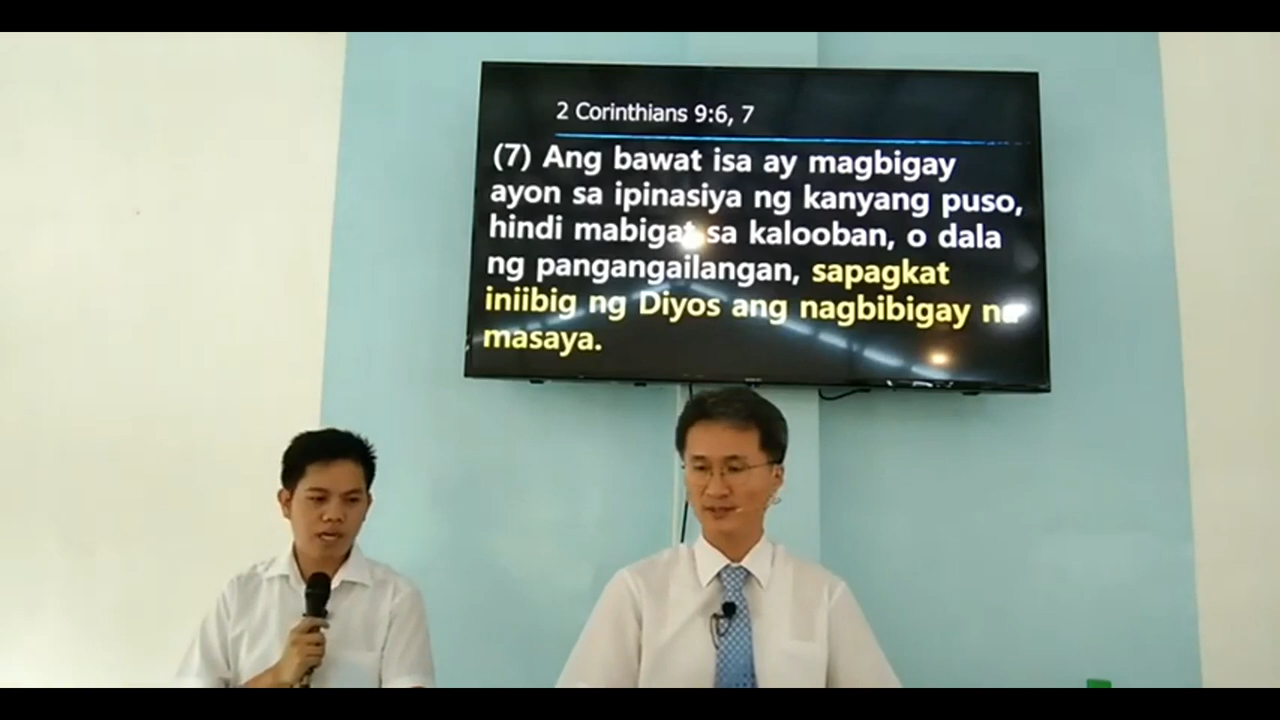 2 Corinthians 9:6, 7
(7) Ang bawat isa ay magbigay
ayon sa ipinasiya ng kanyang puso,
hindi mabigat sa kalooban, o dala
ng pangangailangan, sapagkat
iniibig ng Diyos ang nagbibigay na
masaya.